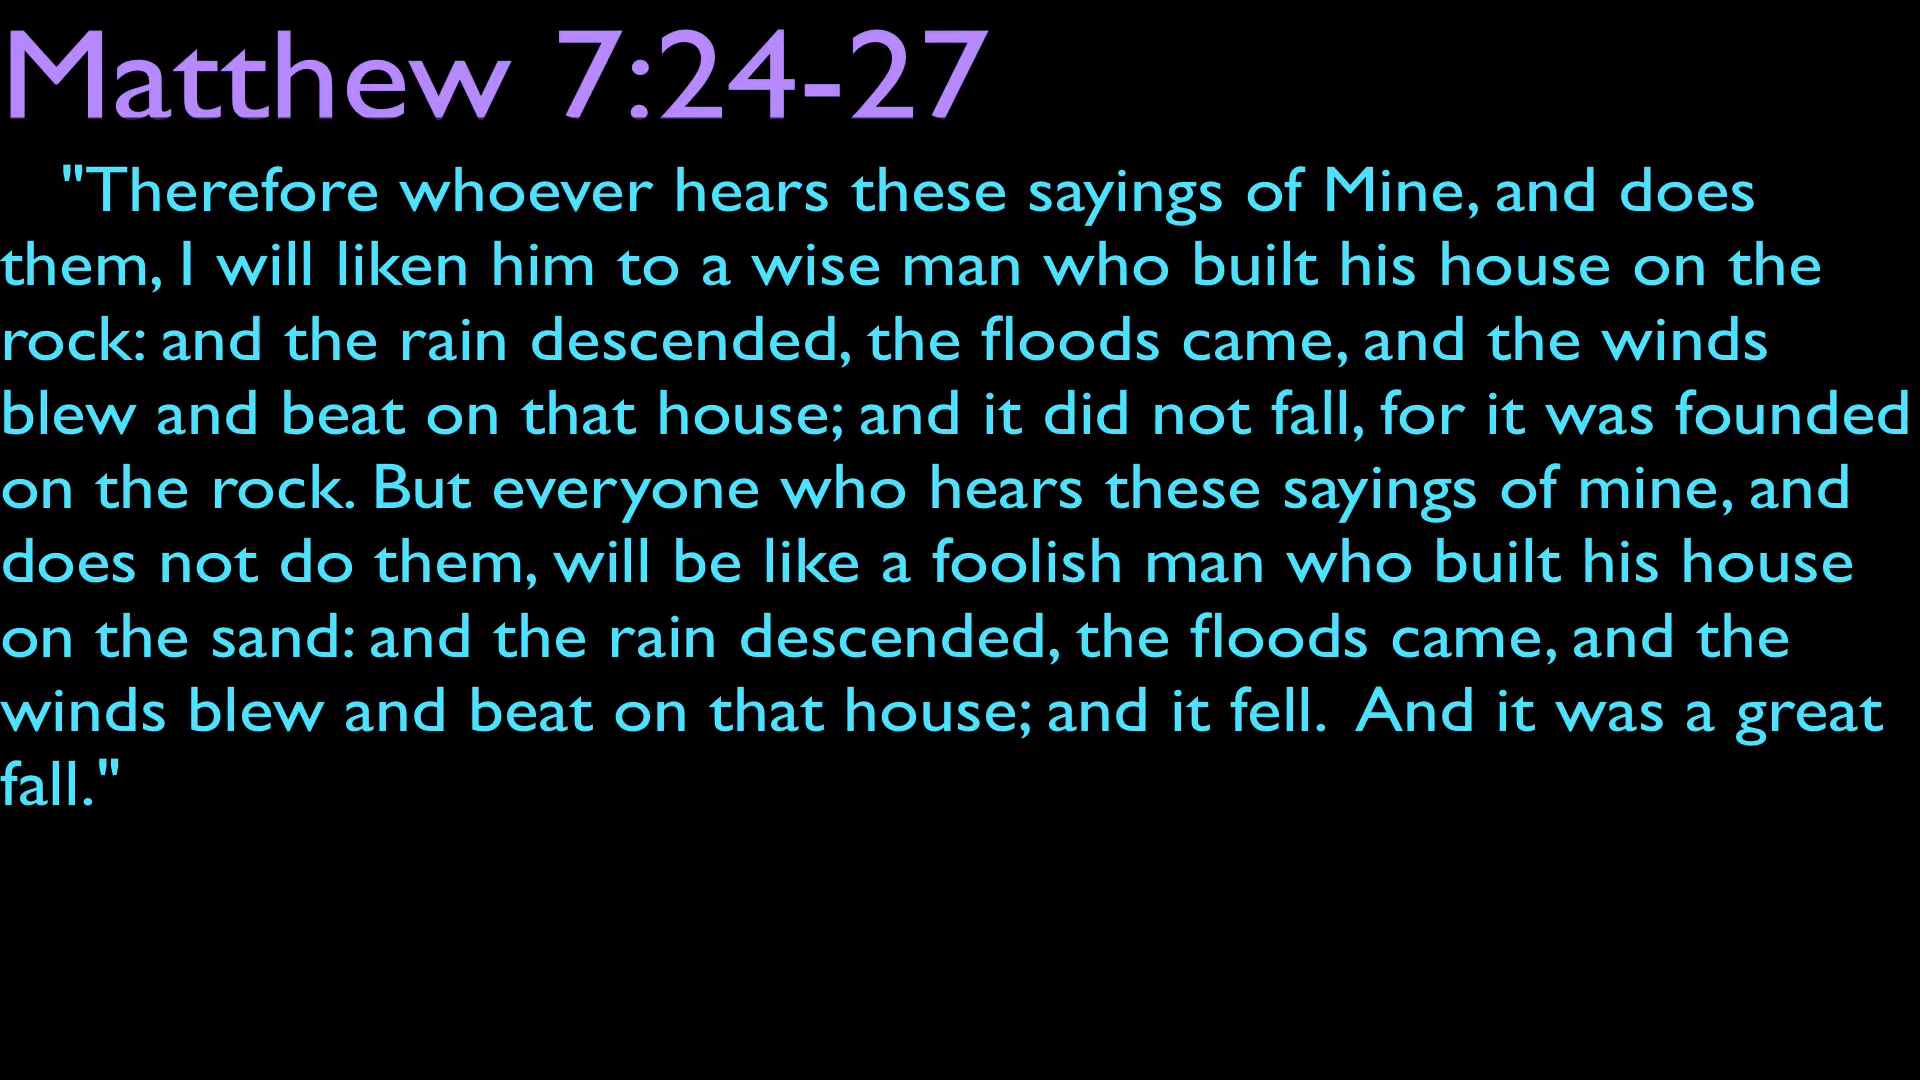 Matthew 7:24-27
"Therefore whoever hears these sayings of Mine, and does
them, I will liken him to a wise man who built his house on the
rock: and the rain descended, the floods came, and the winds
blew and beat on that house; and it did not fall, for it was founded
on the rock. But everyone who hears these sayings of mine, and
does not do them, will be like a foolish man who built his house
on the sand: and the rain descended, the floods came, and the
winds blew and beat on that house; and it fell.  And it was a great
fall."